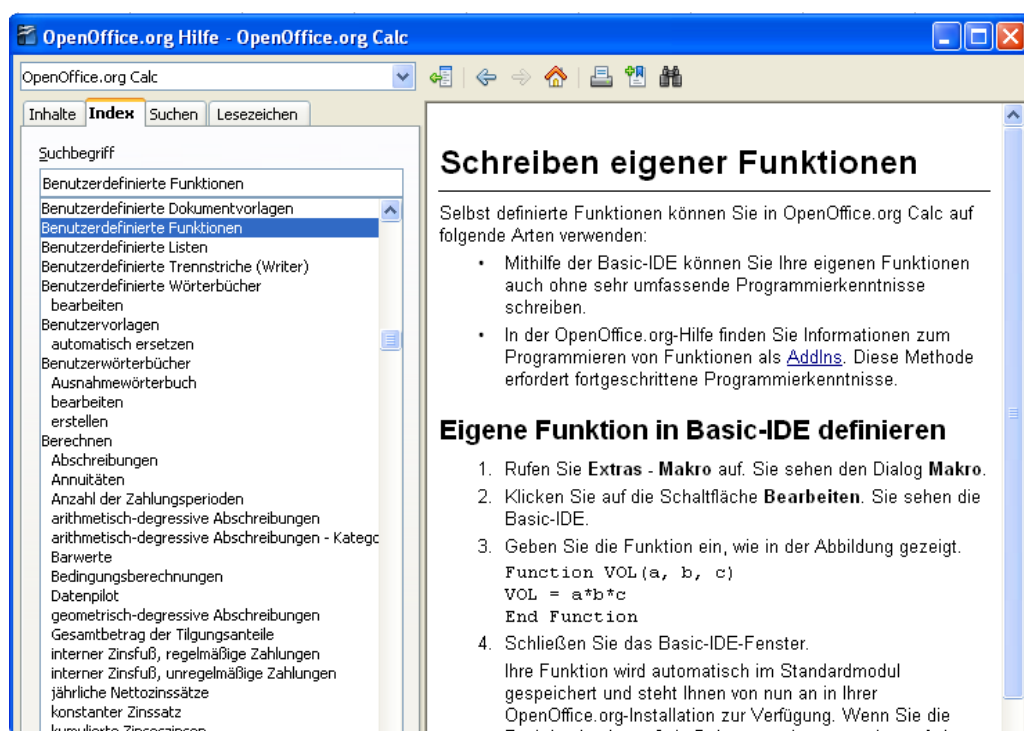 OpenOffice.org Hilfe - OpenOffice.org Calc
OpenOffice.org Calc
Inhalte Index Suchen Lesezeichen
Suchbegriff
Benutzerdefinierte Funktionen
Benutzerdefinierte Dokumentvorlagen
Benutzerdefinierte Funktionen
Benutzerdefinierte Listen
Benutzerdefinierte Trennstriche (Writer)
Benutzerdefinierte Wörterbücher
bearbeiten
Benutzervorlagen
automatisch ersetzen
Benutzerwörterbücher
Ausnahmewörterbuch
bearbeiten
erstellen
Berechnen
Abschreibungen
Annuitäten
Anzahl der Zahlungsperioden
arithmetisch-degressive Abschreibungen
arithmetisch-degressive Abschreibungen - Katego
Barwerte
Bedingungsberechnungen
Datenpilot
geometrisch-degressive Abschreibungen
Gesamtbetrag der Tilgungsanteile
interner Zinsfuß, regelmäßige Zahlungen
interner Zinsfuß, unregelmäßige Zahlungen
jährliche Nettozinssätze
konstanter Zinssatz
Schreiben eigener Funktionen
Selbst definierte Funktionen können Sie in OpenOffice.org Calc auf
folgende Arten verwenden:
• Mithilfe der Basic-IDE können Sie Ihre eigenen Funktionen
auch ohne sehr umfassende Programmierkenntnisse
schreiben.
• In der OpenOffice.org-Hilfe finden Sie Informationen zum
Programmieren von Funktionen als AddIns. Diese Methode
erfordert fortgeschrittene Programmierkenntnisse.
Eigene Funktion in Basic-IDE definieren
1. Rufen Sie Extras - Makro auf. Sie sehen den Dialog Makro.
2. Klicken Sie auf die Schaltfläche Bearbeiten. Sie sehen die
Basic-IDE.
3. Geben Sie die Funktion ein, wie in der Abbildung gezeigt.
Function VOL(a, b, c)
VOL = a*b*c
End Function
4. Schließen Sie das Basic-IDE-Fenster.
Ihre Funktion wird automatisch im Standardmodul
gespeichert und steht Ihnen von nun an in Ihrer
OpenOffice.org-Installation zur Verfügung. Wenn Sie die